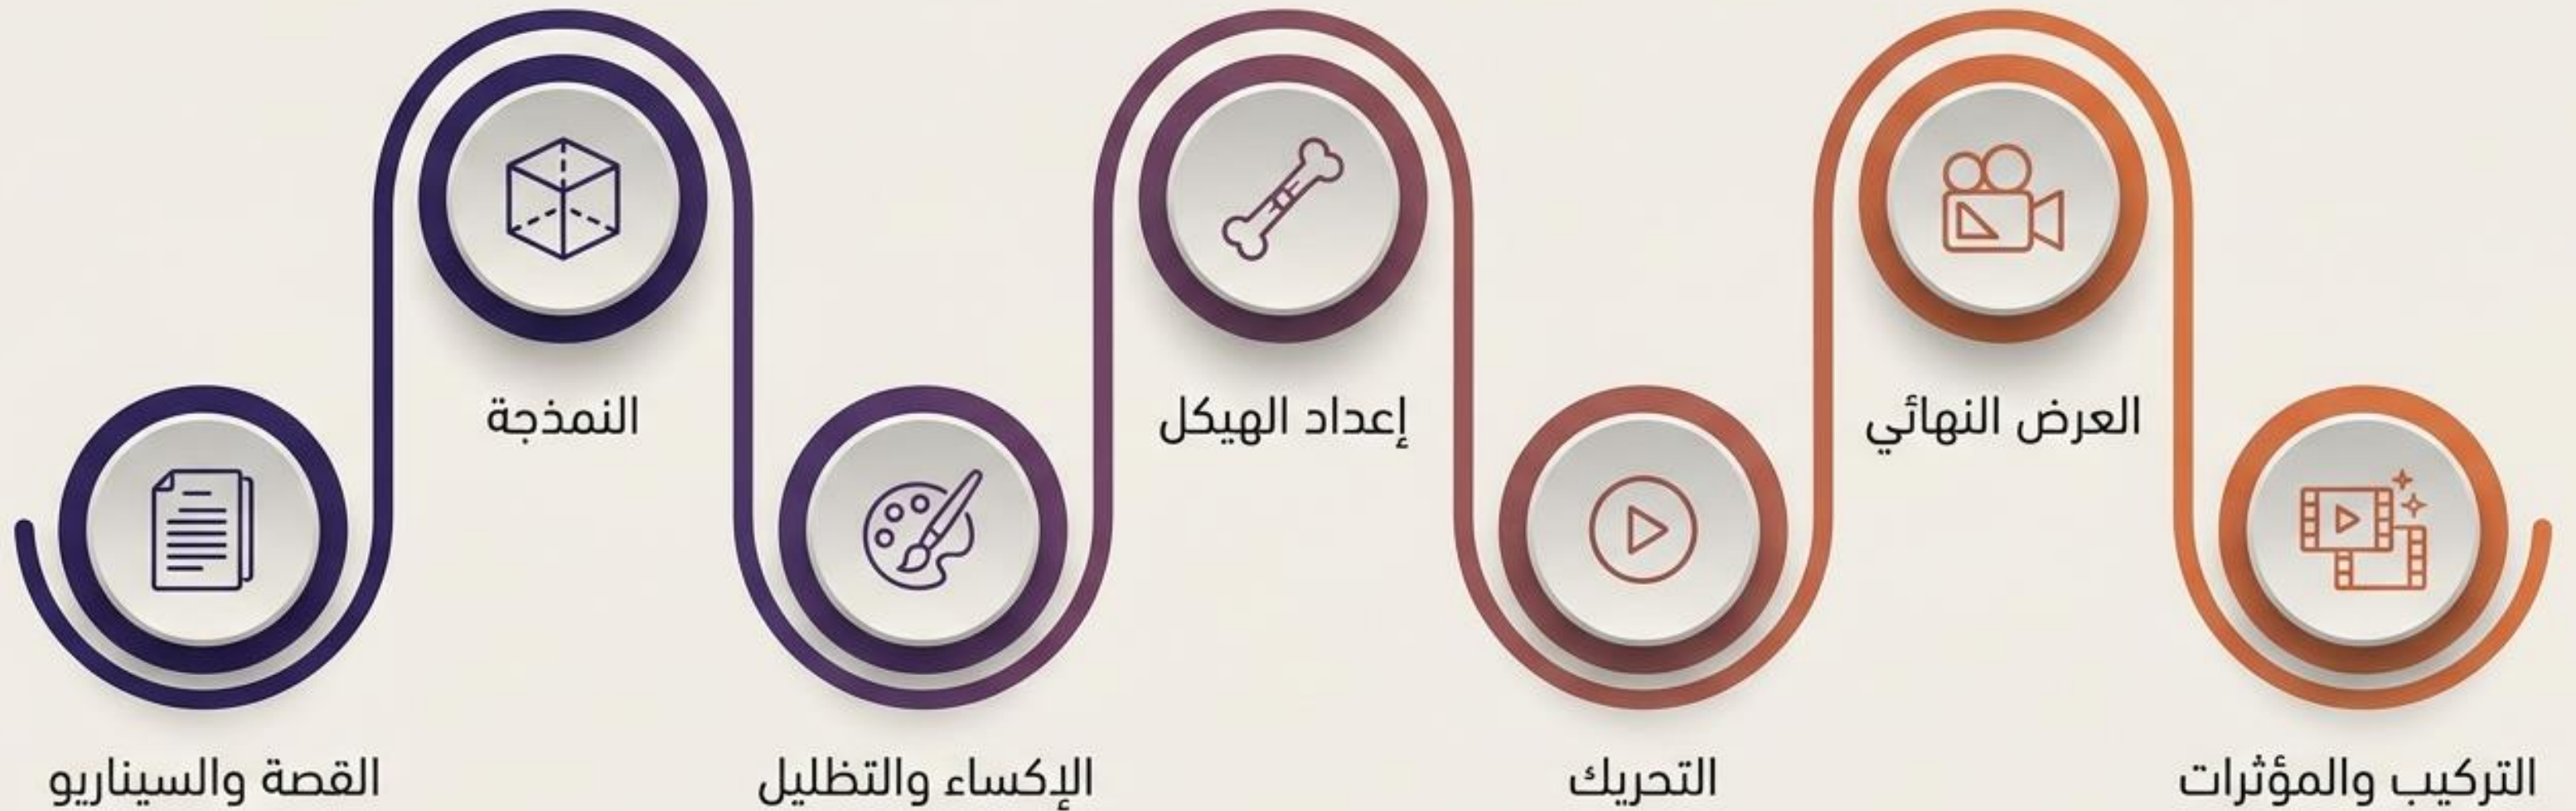 القصة والسيناريو
النمذجة
الإكساء والتظليل
إعداد الهيكل
التحريك
العرض النهائي
التركيب والمؤثرات